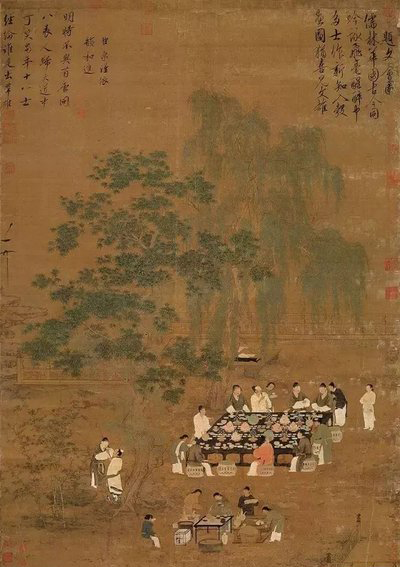 題文會圖
儒林華國古今同
吟詠飛毫醒醉中
多士作新知入彀
畫圖猶喜見文雄
臣京謹依
韻和進
明時不與有唐同
八表人歸大道中
可笑當年十八士
經綸誰是出羣雄